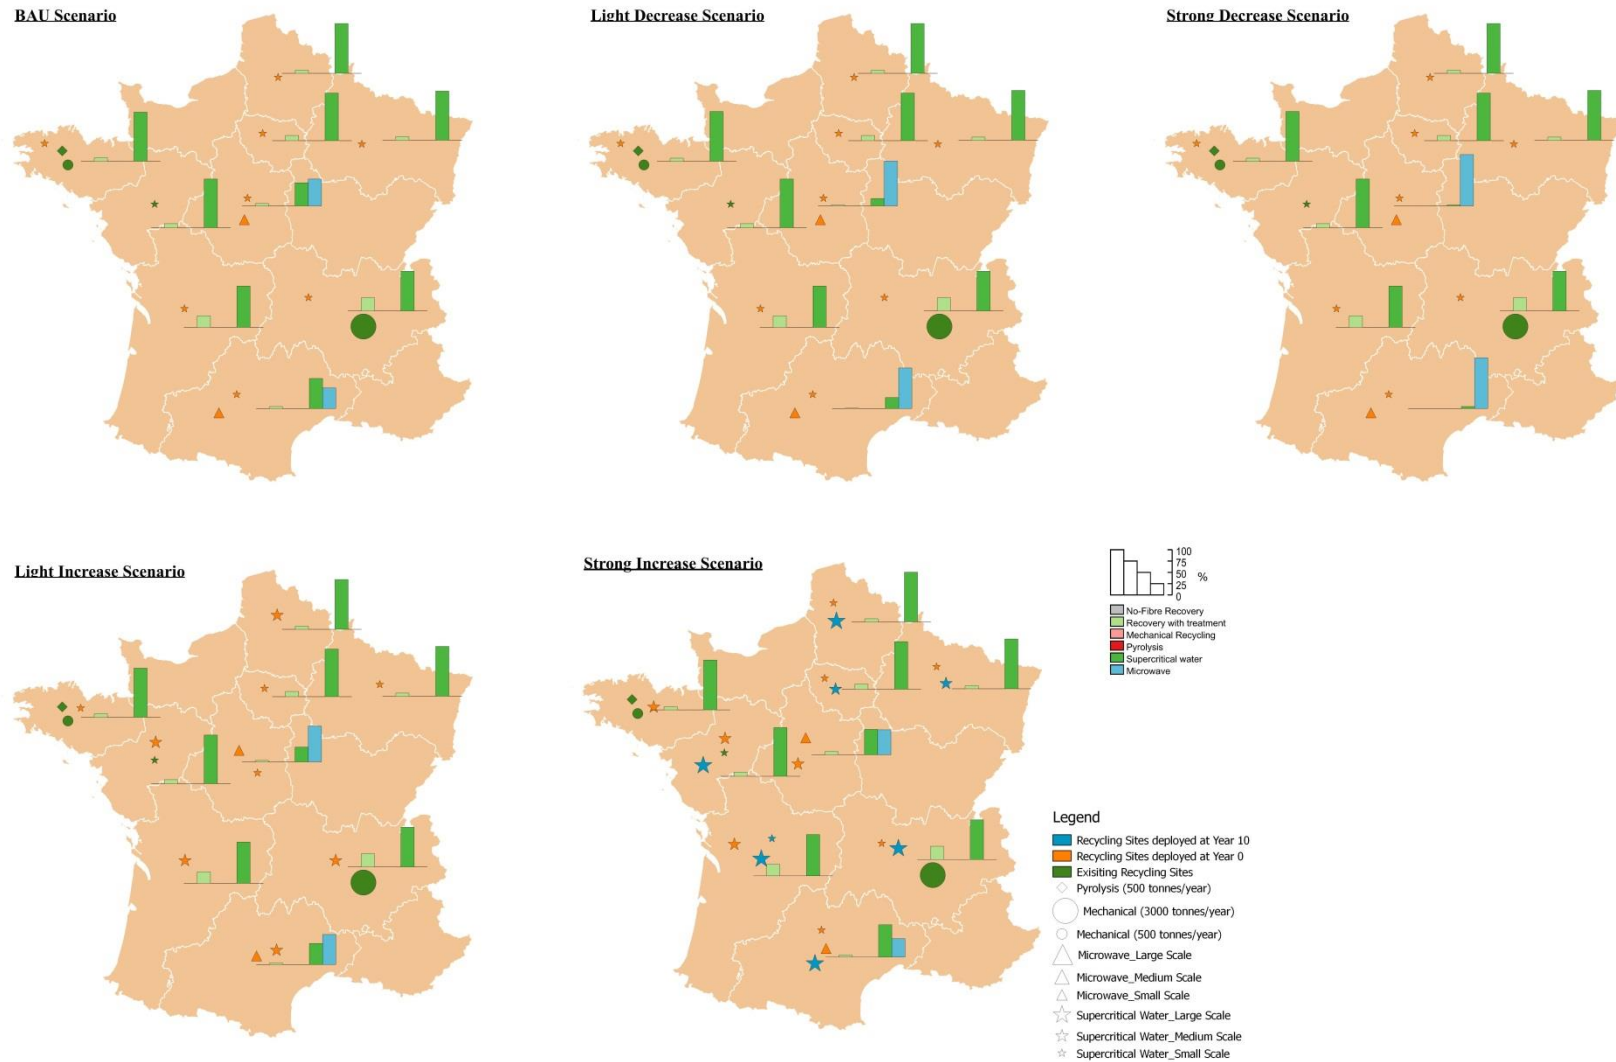 BAU Scenario
Light Decrease Scenario
Strong Decrease Scenario
Light Increase Scenario
Strong Increase Scenario
100
75
50
25
0
%
No-Fibre Recovery
Recovery with treatment
Mechanical Recycling
Pyrolysis
Supercritical water
Microwave
Legend
Recycling Sites deployed at Year 10
Recycling Sites deployed at Year 0
Exisiting Recycling Sites
Pyrolysis (500 tonnes/year)
Mechanical (3000 tonnes/year)
Mechanical (500 tonnes/year)
Microwave_Large Scale
Microwave_Medium Scale
Microwave_Small Scale
Supercritical Water_Large Scale
Supercritical Water_Medium Scale
Supercritical Water_Small Scale